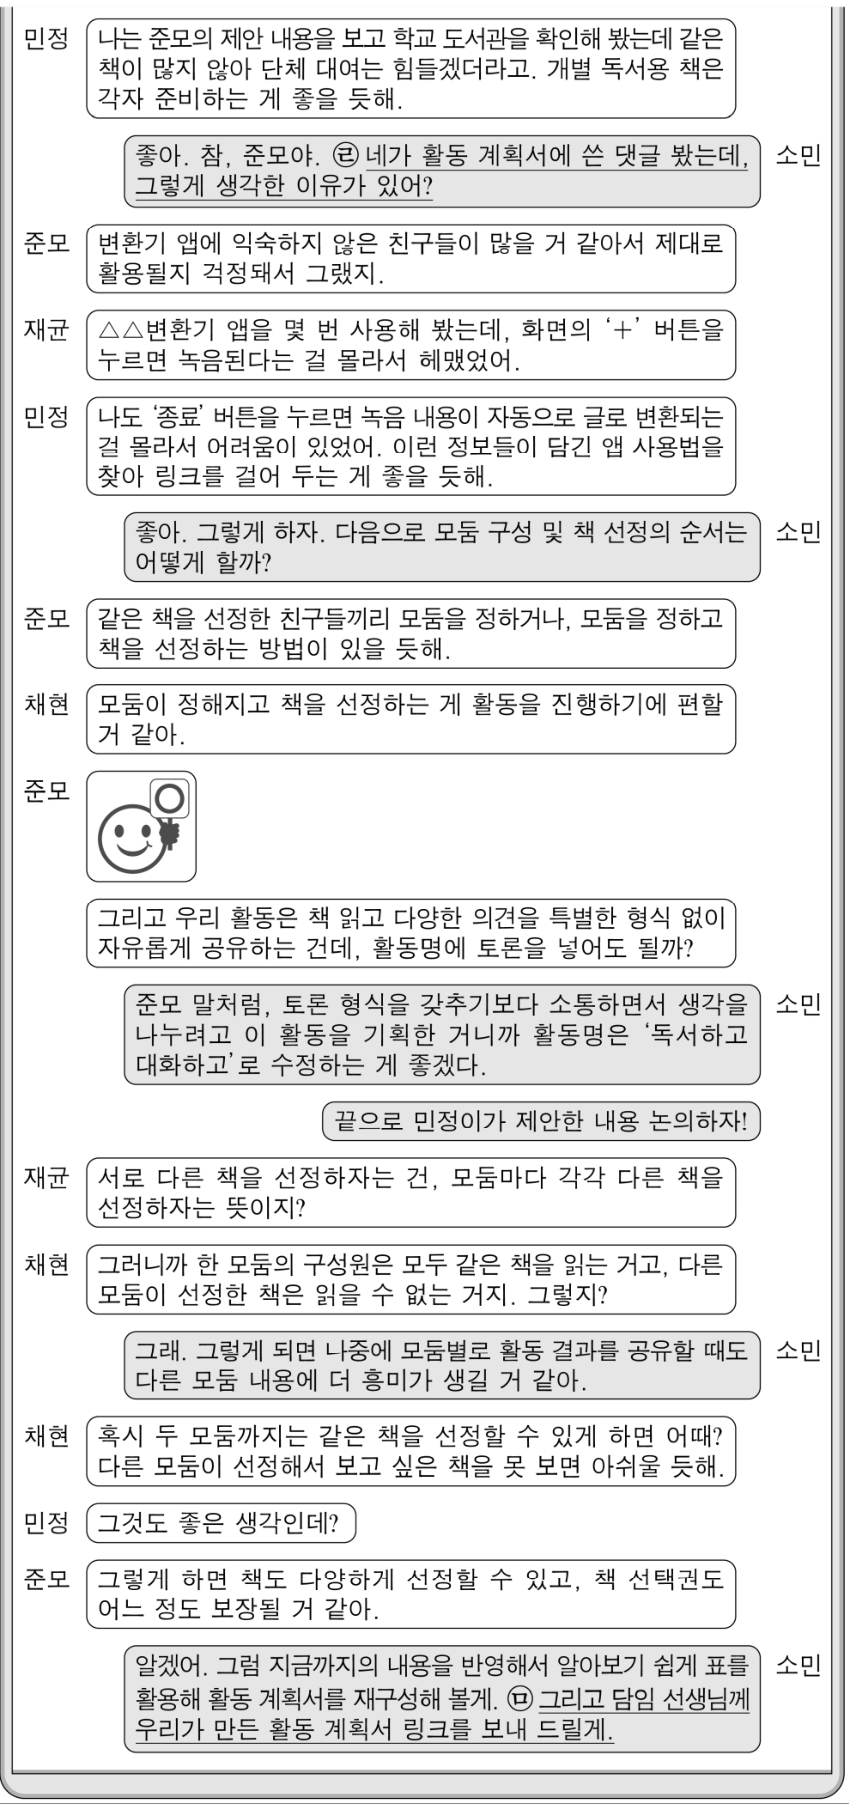 민정
나는 준모의 제안 내용을 보고 학교 도서관을 확인해 봤는데 같은
책이 많지 않아 단체 대여는 힘들겠더라고. 개별 독서용 책은
각자 준비하는 게 좋을 듯해.
소민
좋아. 참, 준모야. ㉣네가 활동 계획서에 쓴 댓글 봤는데,
그렇게 생각한 이유가 있어?
준모
변환기 앱에 익숙하지 않은 친구들이 많을 거 같아서 제대로
활용될지 걱정돼서 그랬지.
재균
△△변환기 앱을 몇 번 사용해 봤는데, 화면의 ‘+’ 버튼을
누르면 녹음된다는 걸 몰라서 헤맸었어.
민정
나도 ‘종료’ 버튼을 누르면 녹음 내용이 자동으로 글로 변환되는
걸 몰라서 어려움이 있었어. 이런 정보들이 담긴 앱 사용법을
찾아 링크를 걸어 두는 게 좋을 듯해.
소민
좋아. 그렇게 하자. 다음으로 모둠 구성 및 책 선정의 순서는
어떻게 할까?
준모
같은 책을 선정한 친구들끼리 모둠을 정하거나, 모둠을 정하고
책을 선정하는 방법이 있을 듯해.
채현
모둠이 정해지고 책을 선정하는 게 활동을 진행하기에 편할
거 같아.
준모
그리고 우리 활동은 책 읽고 다양한 의견을 특별한 형식 없이
자유롭게 공유하는 건데, 활동명에 토론을 넣어도 될까?
소민
준모 말처럼, 토론 형식을 갖추기보다 소통하면서 생각을
나누려고 이 활동을 기획한 거니까 활동명은 ‘독서하고
대화하고’로 수정하는 게 좋겠다.
끝으로 민정이가 제안한 내용 논의하자!
재균
서로 다른 책을 선정하자는 건, 모둠마다 각각 다른 책을
선정하자는 뜻이지?
채현
그러니까 한 모둠의 구성원은 모두 같은 책을 읽는 거고, 다른
모둠이 선정한 책은 읽을 수 없는 거지. 그렇지?
소민
그래. 그렇게 되면 나중에 모둠별로 활동 결과를 공유할 때도
다른 모둠 내용에 더 흥미가 생길 거 같아.
채현
혹시 두 모둠까지는 같은 책을 선정할 수 있게 하면 어때?
다른 모둠이 선정해서 보고 싶은 책을 못 보면 아쉬울 듯해.
민정
그것도 좋은 생각인데?
준모
그렇게 하면 책도 다양하게 선정할 수 있고, 책 선택권도
어느 정도 보장될 거 같아.
소민
알겠어. 그럼 지금까지의 내용을 반영해서 알아보기 쉽게 표를
활용해 활동 계획서를 재구성해 볼게. ㉤그리고 담임 선생님께
우리가 만든 활동 계획서 링크를 보내 드릴게.